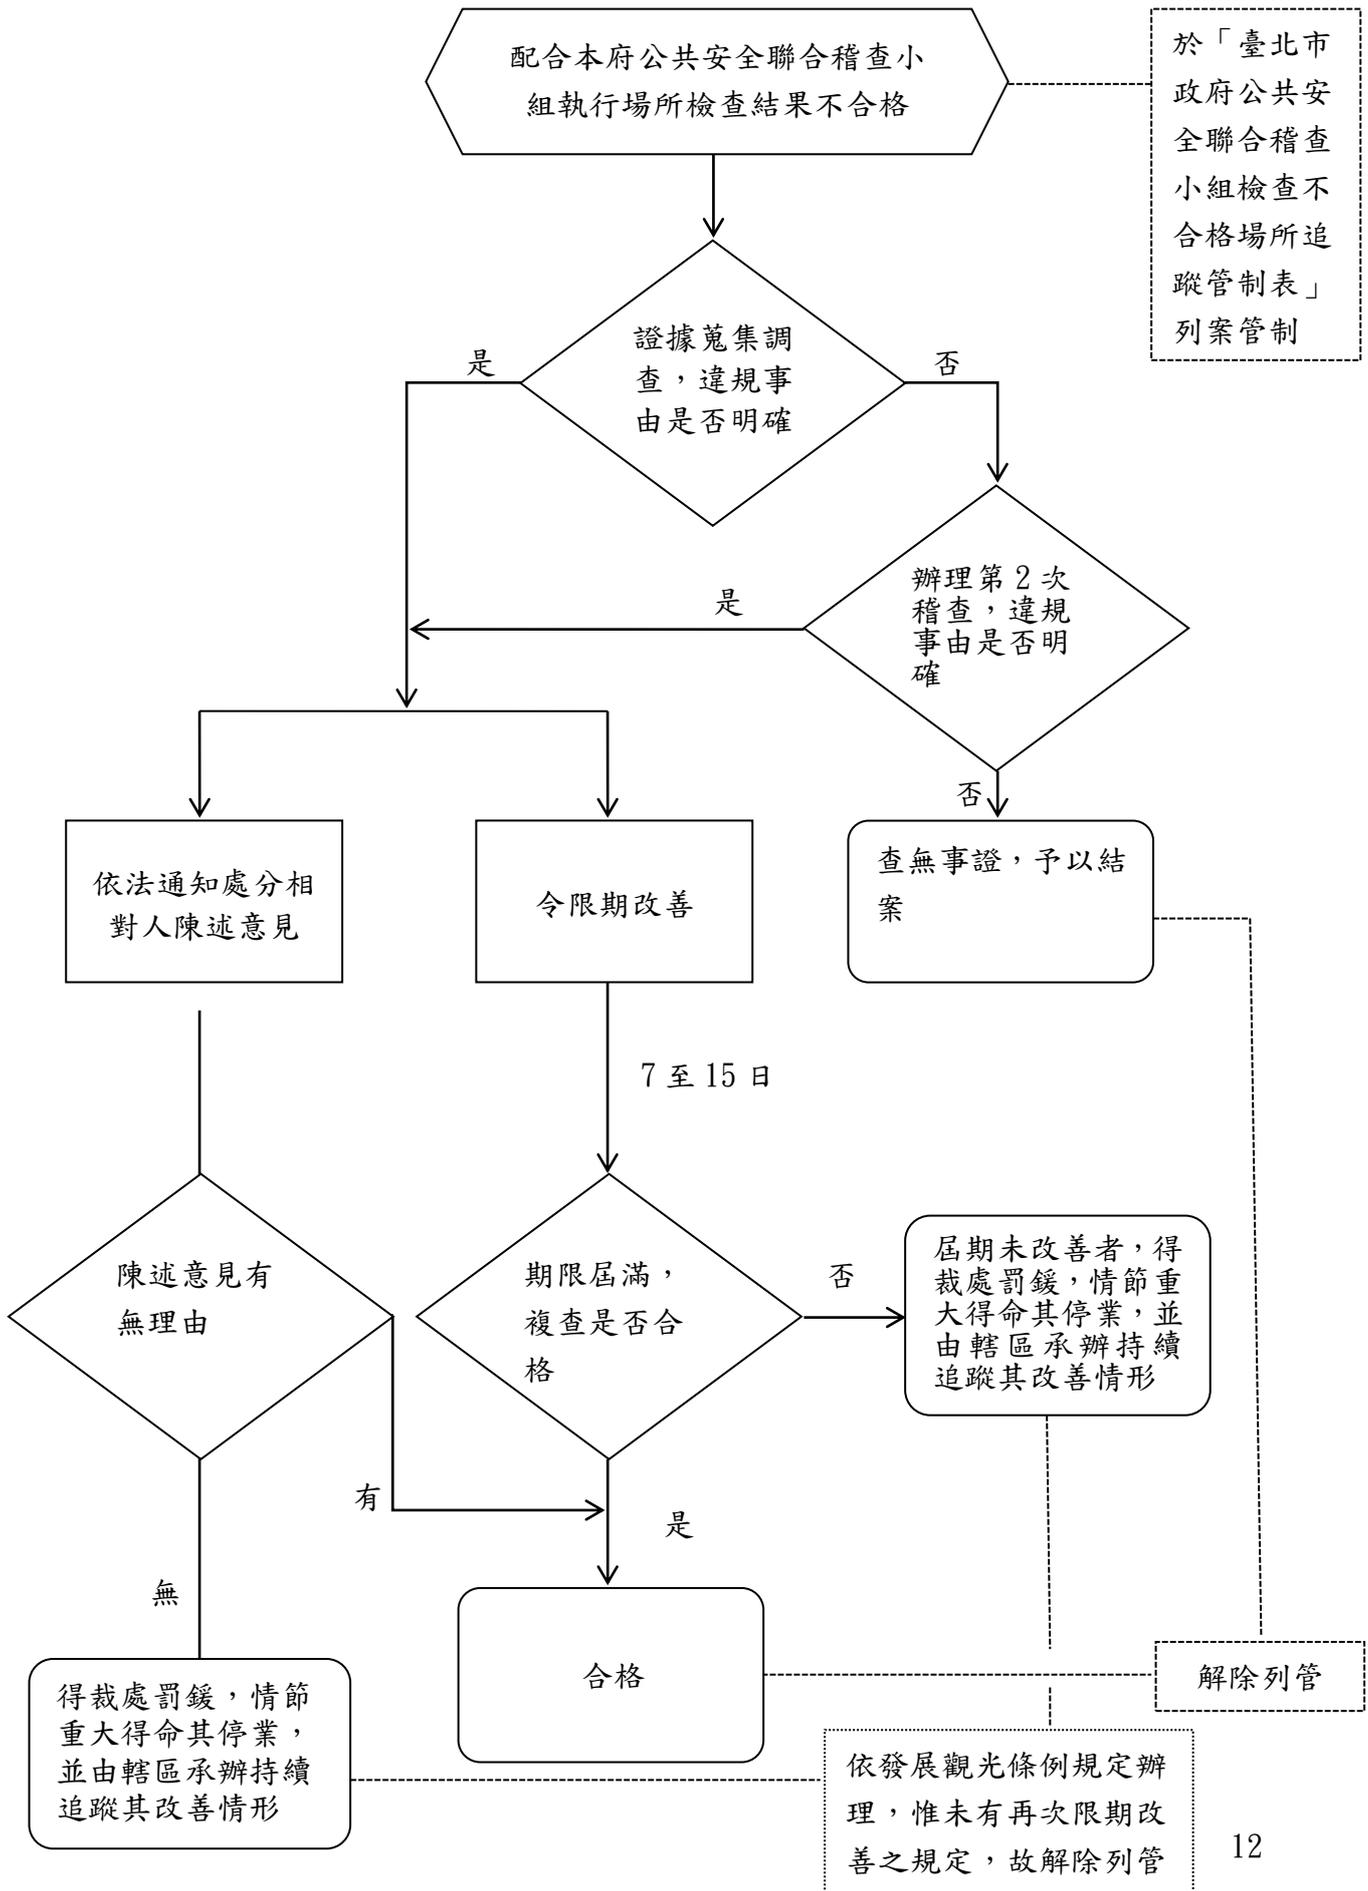 配合本府公共安全聯合稽查小
組執行場所檢查結果不合格
於「臺北市
政府公共安
全聯合稽查
小組檢查不
合格場所追
蹤管制表」
列案管制
證據蒐集調
查，違規事
由是否明確
是
否
辦理第 2 次
稽查，違規
事由是否明
確
是
否
依法通知處分相
對人陳述意見
令限期改善
查無事證，予以結
案
7 至 15 日
陳述意見有
無理由
期限屆滿，
複查是否合
格
否
屆期未改善者，得
裁處罰鍰，情節重
大得命其停業，並
由轄區承辦持續
追蹤其改善情形
有
是
無
合格
解除列管
得裁處罰鍰，情節
重大得命其停業，
並由轄區承辦持續
追蹤其改善情形
依發展觀光條例規定辦
理，惟未有再次限期改
善之規定，故解除列管
12